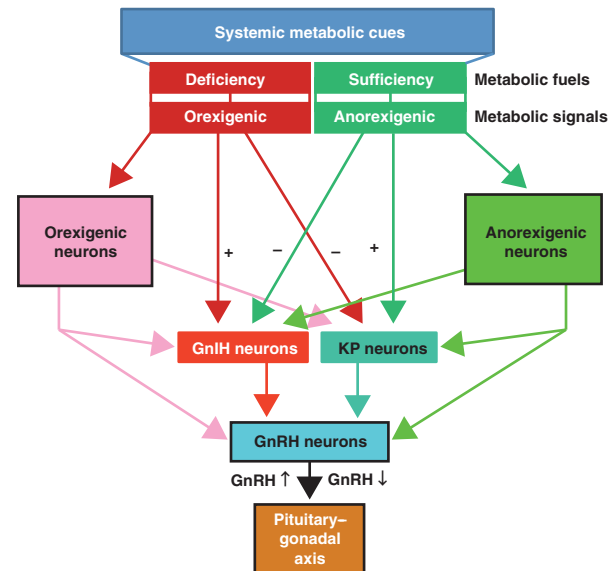 Systemic metabolic cues
Deficiency
Sufficiency
Metabolic fuels
Orexigenic
Anorexigenic
Metabolic signals
Orexigenic
neurons
Anorexigenic
neurons
+
–
–
+
GnIH neurons
KP neurons
GnRH neurons
GnRH ↑
GnRH ↓
Pituitary–
gonadal
axis